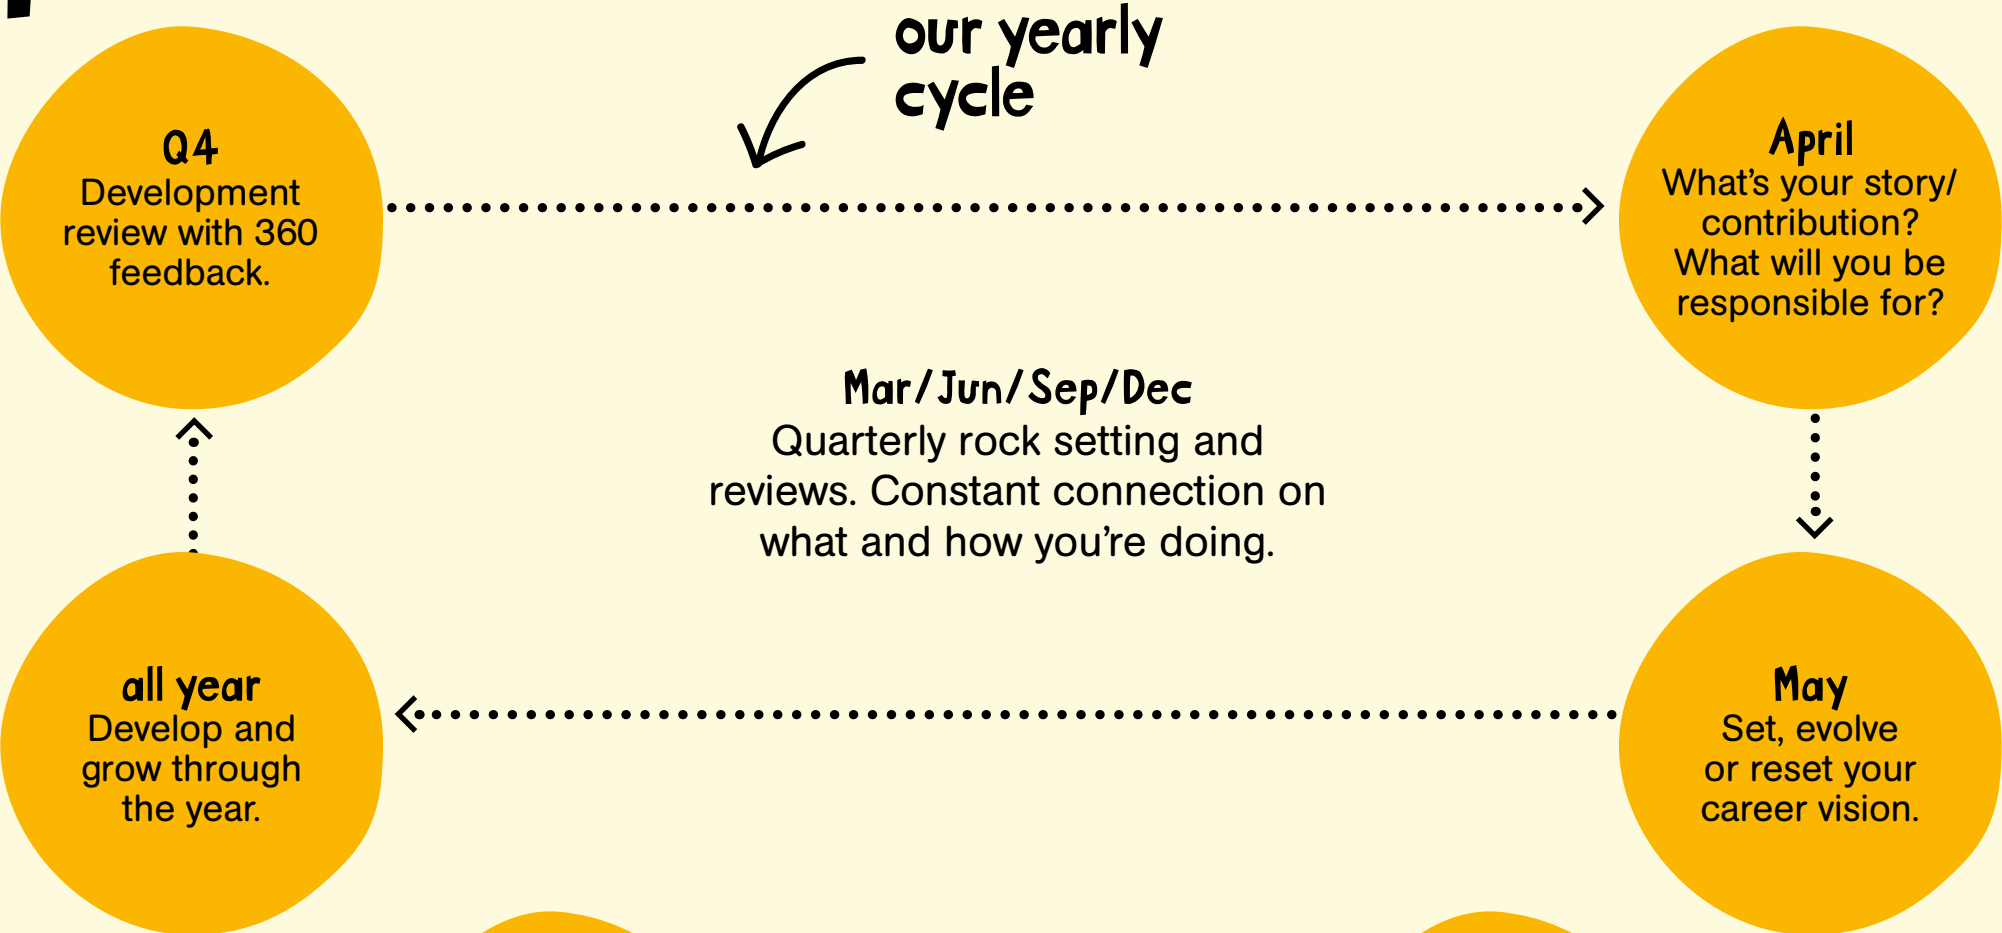 our yearly
cycle
Q4
Development
review with 360
feedback.
April
What's your story/
contribution?
What will you be
responsible for?
Mar/Jun/Sep/Dec
Quarterly rock setting and
reviews. Constant connection on
what and how you're doing.
all year
Develop and
grow through
the year.
May
Set, evolve
or reset your
career vision.